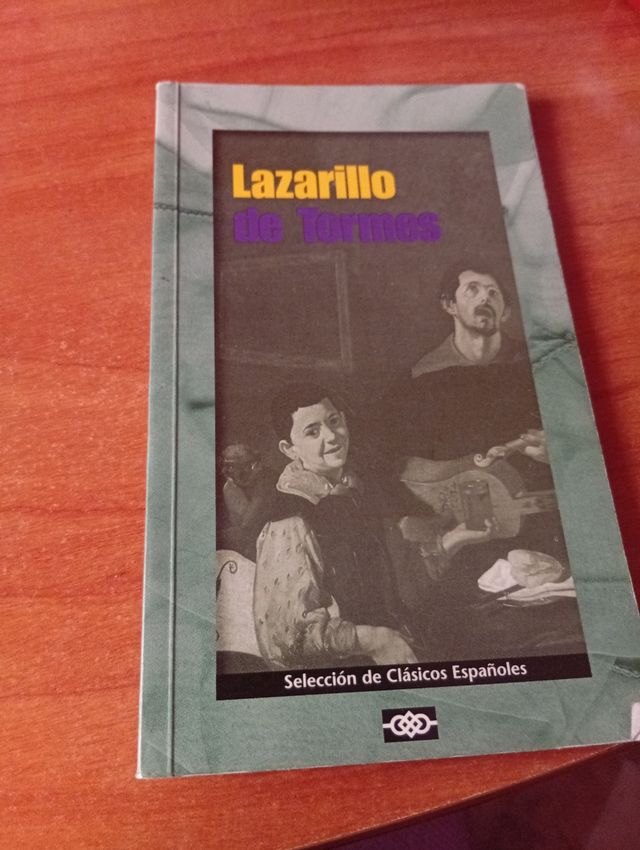 Lazarillo
de Tormes
Selección de Clásicos Españoles